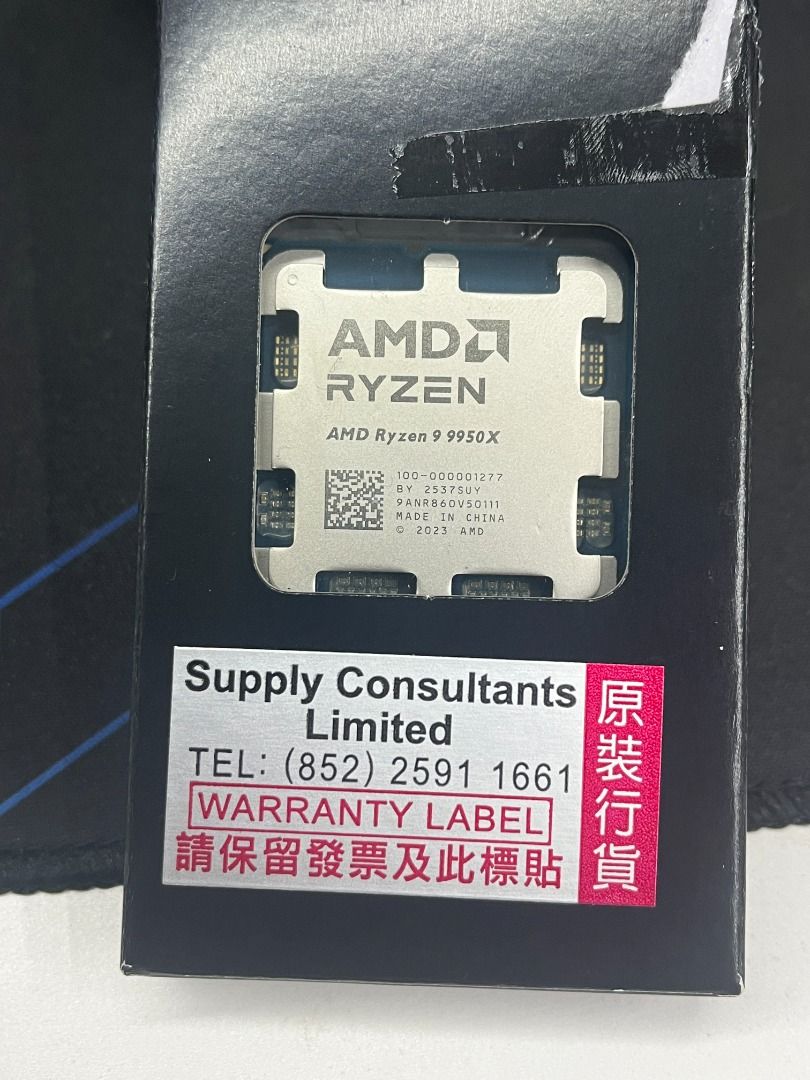 AMD
RYZEN
AMD Ryzen 9 9950X
100-000001277
BY 2537SUY
9ANR860V50111
MADE IN CHINA
© 2023 AMD
Supply Consultants
Limited
TEL: (852) 2591 1661
WARRANTY LABEL
請保留發票及此標貼
原裝行貨